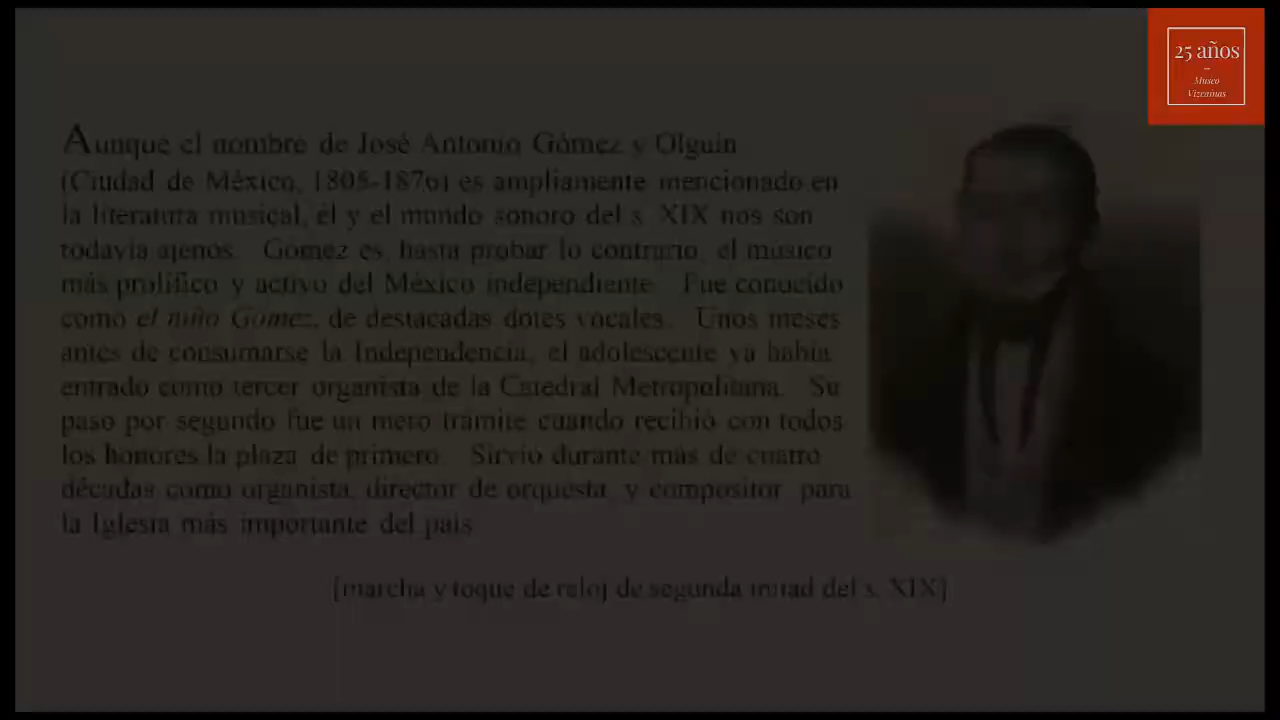 25 años
–
Museo
Vizcaínas
Aunque el nombre de José Antonio Gómez y Olguín
(Ciudad de México, 1805-1876) es ampliamente mencionado en
la literatura musical, él y el mundo sonoro del s. XIX nos son
todavía ajenos. Gómez es, hasta probar lo contrario, el músico
más prolífico y activo del México independiente. Fue conocido
como el niño Gómez, de destacadas dotes vocales. Unos meses
antes de consumarse la Independencia, el adolescente ya había
entrado como tercer organista de la Catedral Metropolitana. Su
paso por segundo fue un mero trámite cuando recibió con todos
los honores la plaza de primero. Sirvió durante más de cuatro
décadas como organista, director de orquesta, y compositor para
la Iglesia más importante del país.
[marcha y toque de reloj de segunda mitad del s. XIX]